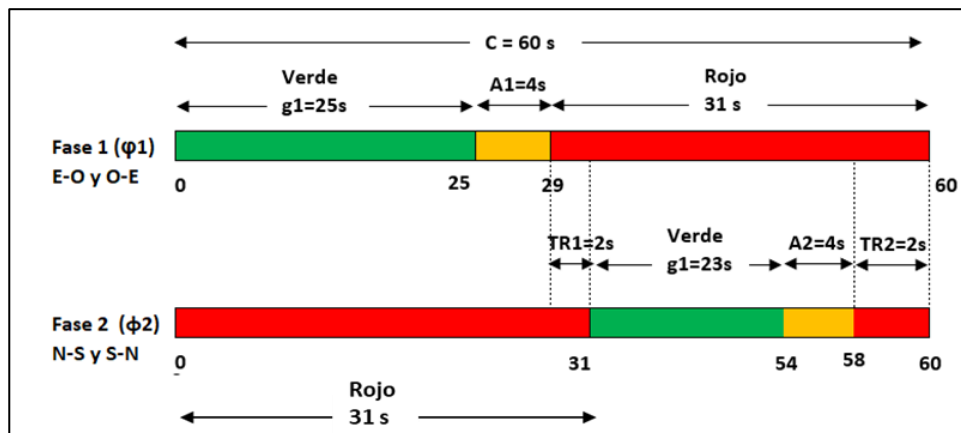 C = 60 s
Verde
g1=25s
A1=4s
Rojo
31 s
Fase 1 (φ1)
E-O y O-E
0
25
29
60
TR1=2s
Verde
g1=23s
A2=4s
TR2=2s
Fase 2 (ϕ2)
N-S y S-N
0
31
54
58
60
Rojo
31 s